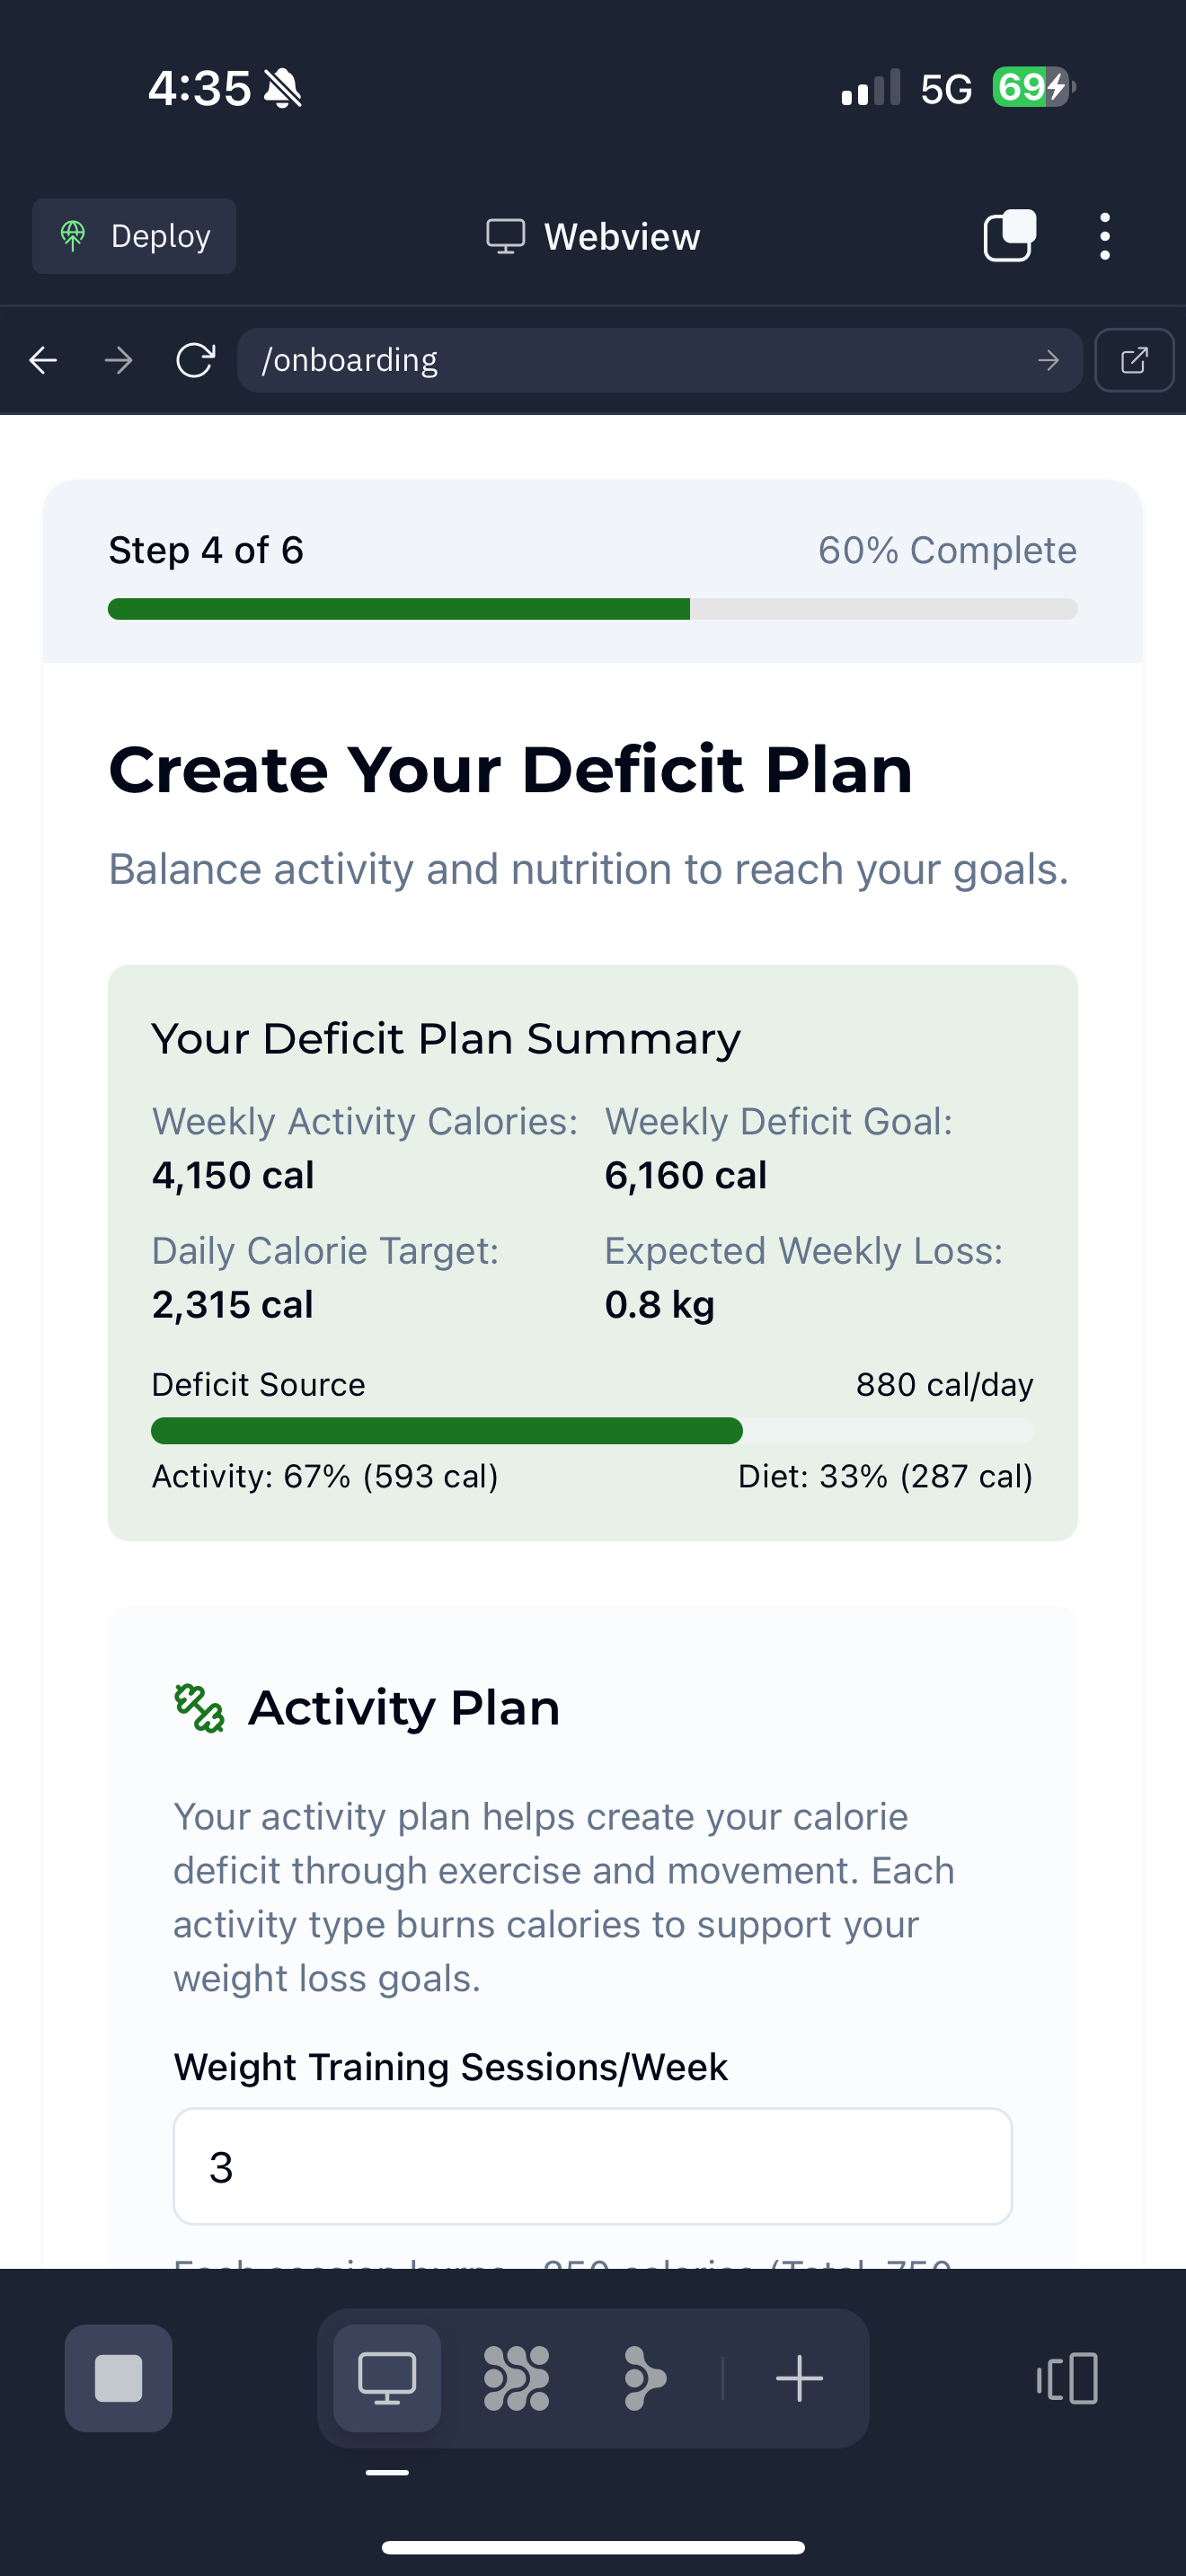 4:35
5G
69
Deploy
Webview
/onboarding
Step 4 of 6
60% Complete
Create Your Deficit Plan
Balance activity and nutrition to reach your goals.
Your Deficit Plan Summary
Weekly Activity Calories:
4,150 cal
Weekly Deficit Goal:
6,160 cal
Daily Calorie Target:
2,315 cal
Expected Weekly Loss:
0.8 kg
Deficit Source
880 cal/day
Activity: 67% (593 cal)
Diet: 33% (287 cal)
Activity Plan
Your activity plan helps create your calorie
deficit through exercise and movement. Each
activity type burns calories to support your
weight loss goals.
Weight Training Sessions/Week
3